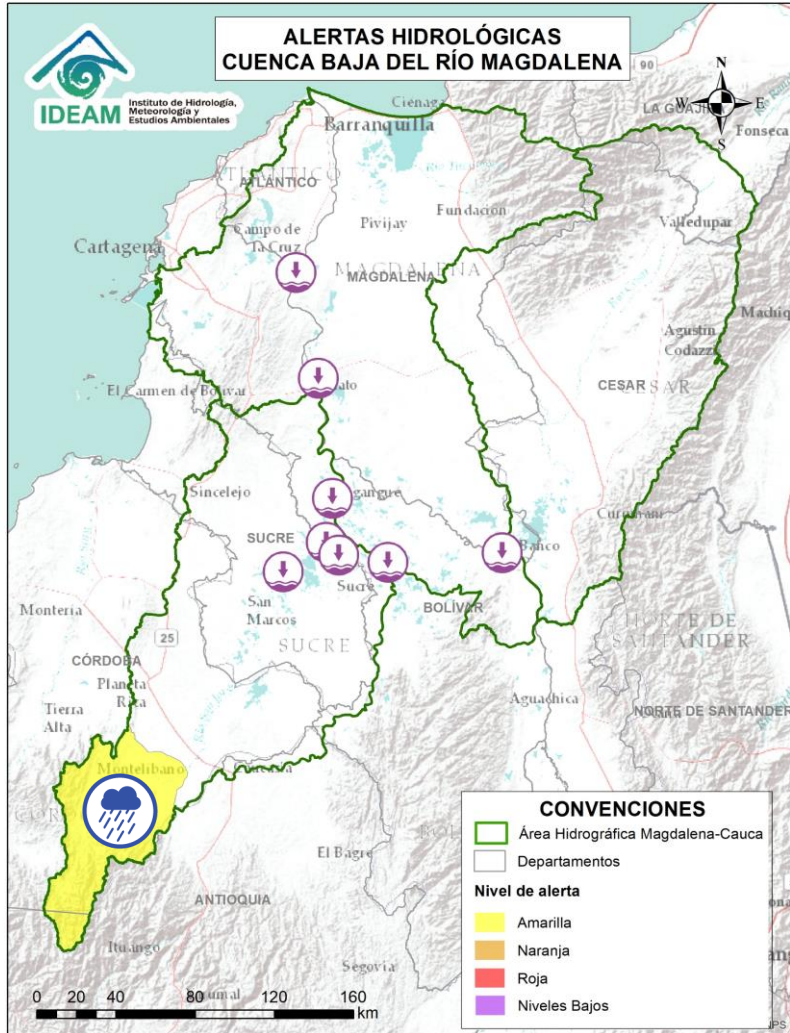 ALERTAS HIDROLÓGICAS
CUENCA BAJA DEL RÍO MAGDALENA
IDEAM
Instituto de Hidrología,
Meteorología y
Estudios Ambientales
N
W
E
S
90
LA GUAJIRA
Fonseca
Ciénaga
Barranquilla
ATLÁNTICO
ATLÁNTICO
Pivijay
Fundación
Valledupar
Campo de
la Cruz
Cartagena
MAGDALENA
MAGDALENA
Agustín
Codazzi
El Carmen de Bolívar
CESAR
CESAR
Sincelejo
Curumaní
SUCRE
Banco
Sucre
San
Marcos
BOLÍVAR
Montería
SUCRE
NORTE DE
SANTANDER
25
CÓRDOBA
Planeta
Rica
Aguachica
Tierra
Alta
NORTE DE SANTANDER
Montelíbano
El Bagre
ANTIOQUIA
Ituango
Segovia
0 20 40 80 120 160
km
CONVENCIONES
Área Hidrográfica Magdalena-Cauca
Departamentos
Nivel de alerta
Amarilla
Naranja
Roja
Niveles Bajos